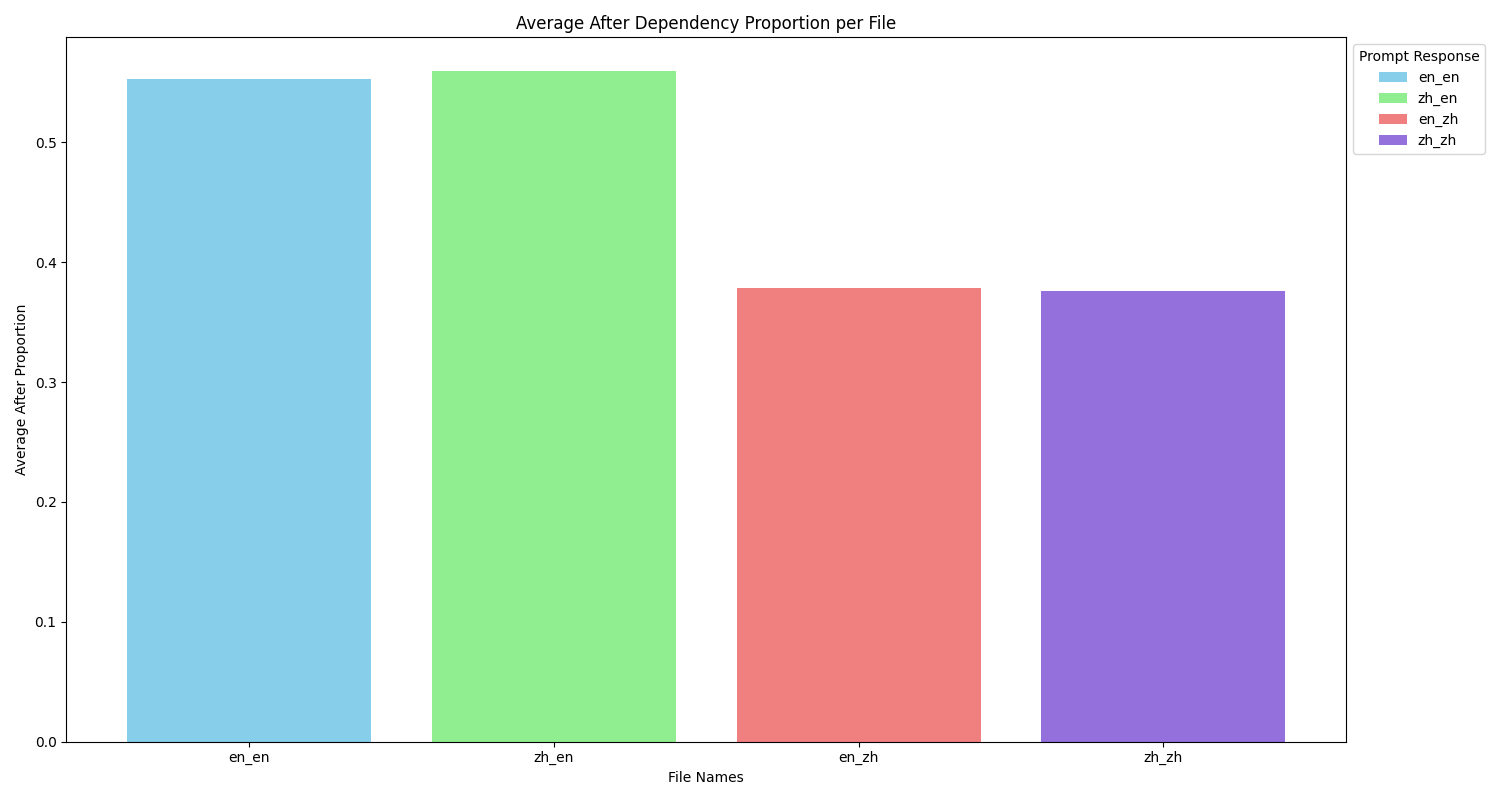 Average After Dependency Proportion per File
Average After Proportion
0.5
0.4
0.3
0.2
0.1
0.0
en_en
zh_en
en_zh
zh_zh
File Names
Prompt Response
en_en
zh_en
en_zh
zh_zh